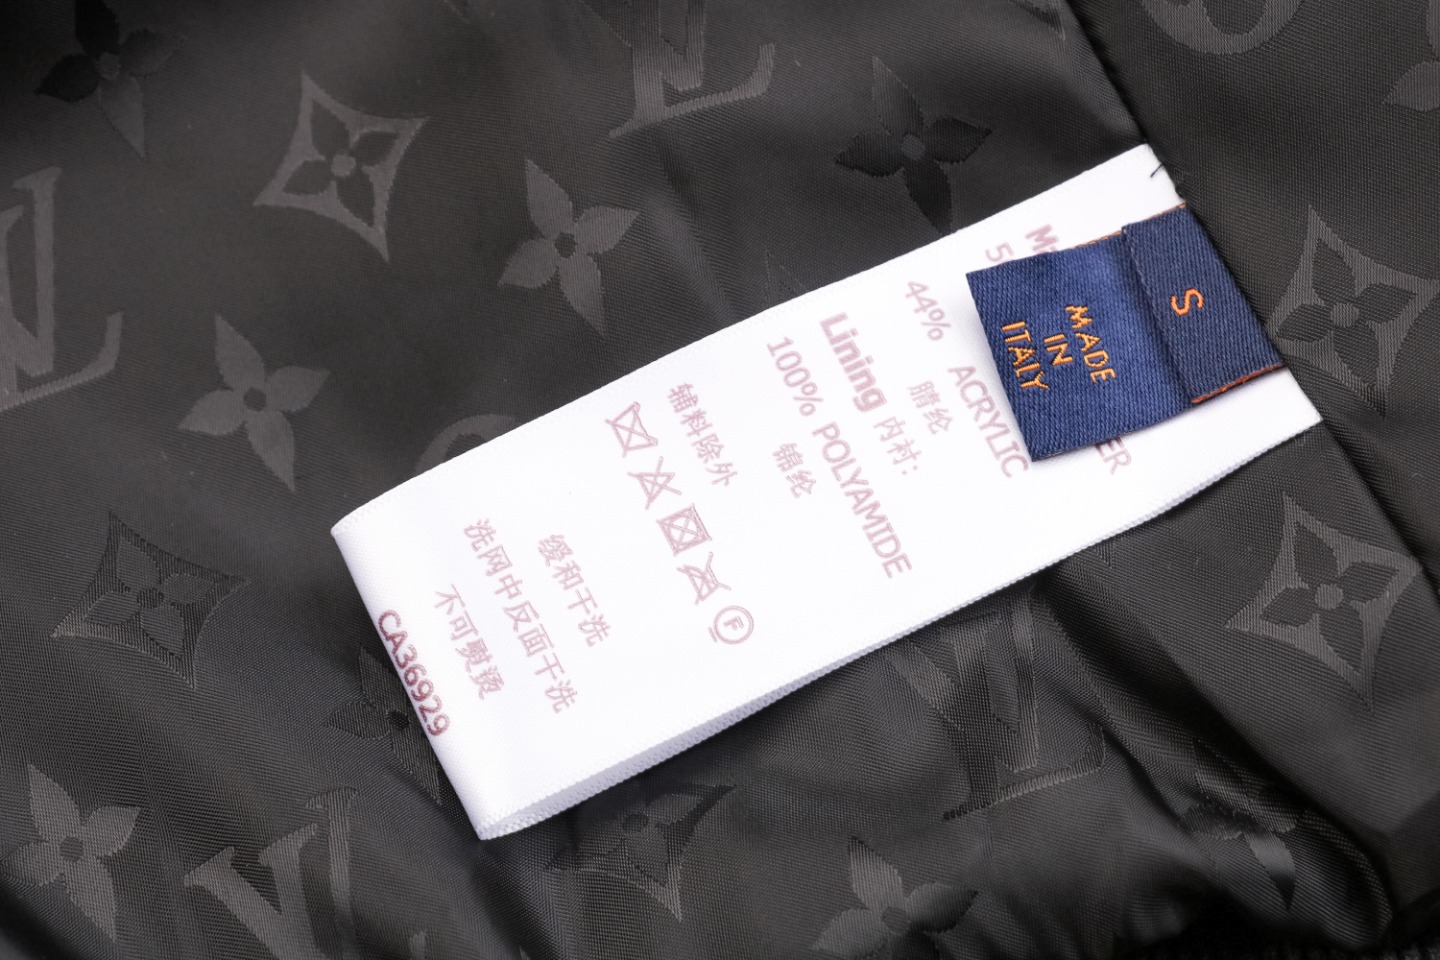 S
MADE
IN
ITALY
44% ACRYLIC
腈纶
Lining 内衬:
100% POLYAMIDE
锦纶
辅料除外
F
缓和干洗
洗网中反面干洗
不可熨烫
CA36929